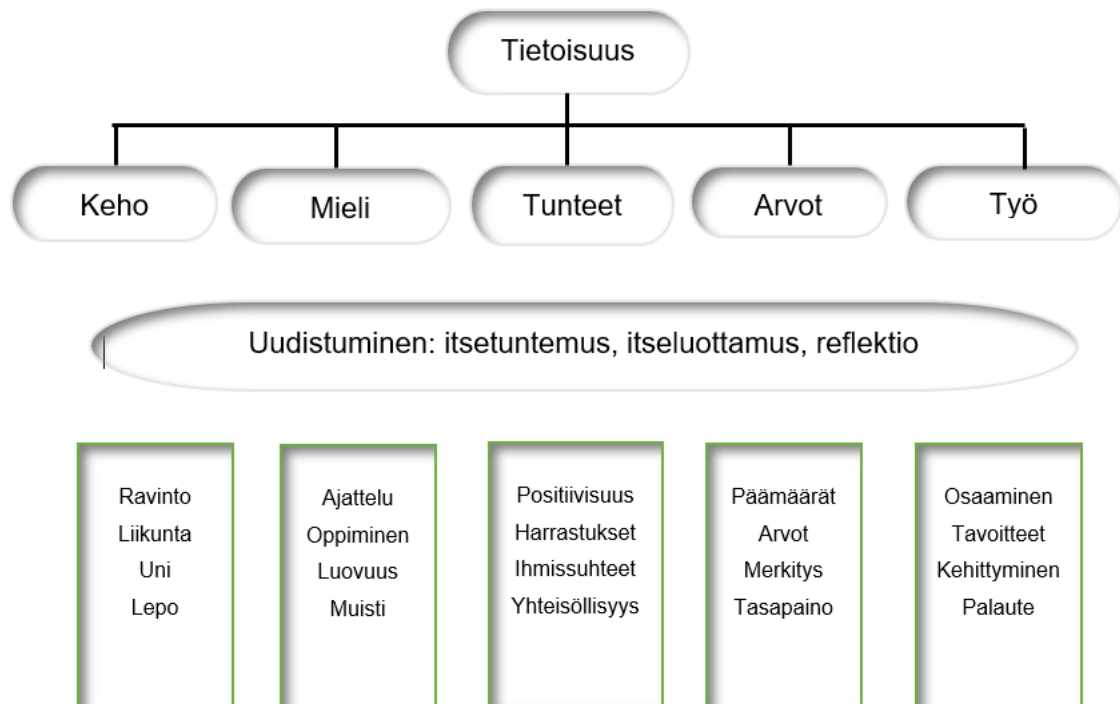 Tietoisuus
Keho
Mieli
Tunteet
Arvot
Työ
Uudistuminen: itsetuntemus, itseluottamus, reflektio
Ravinto
Liikunta
Uni
Lepo
Ajattelu
Oppiminen
Luovuus
Muisti
Positiivisuus
Harrastukset
Ihmissuhteet
Yhteisöllisyys
Päämäärät
Arvot
Merkitys
Tasapaino
Osaaminen
Tavoitteet
Kehittyminen
Palaute